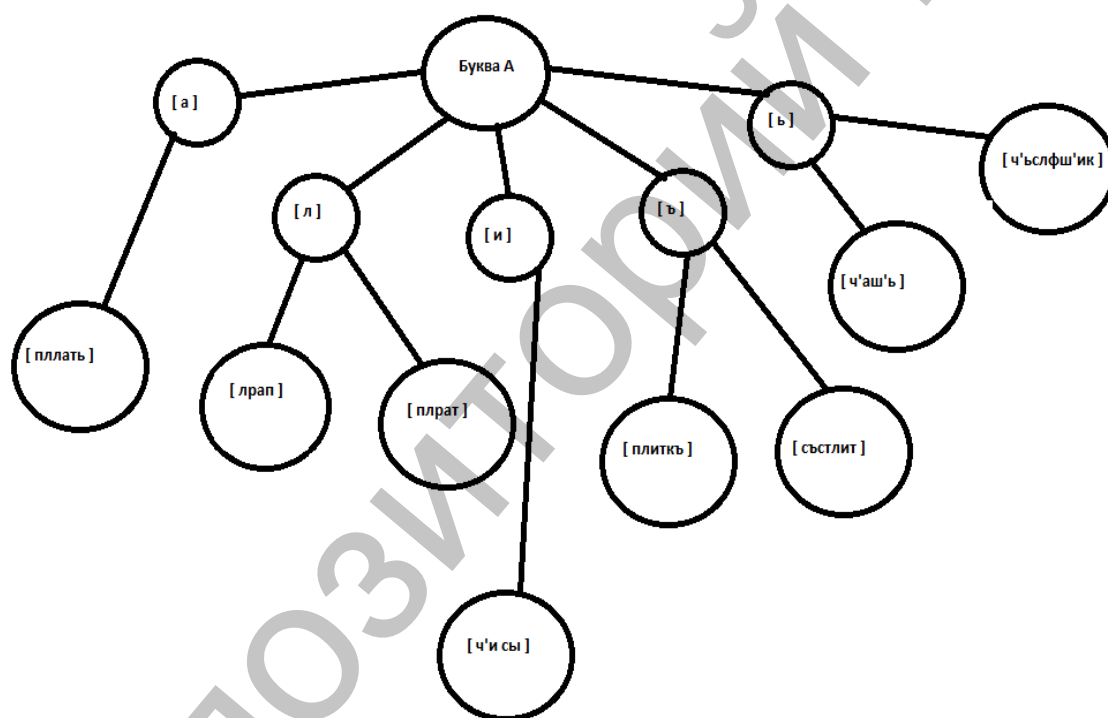 Буква А
[ а ]
[ ь ]
[ ч'ьслфш'ик ]
[ л ]
[ ъ ]
[ и ]
[ ч'аш'ь ]
[ пллать ]
[ лрап ]
[ плрат ]
[ плиткъ ]
[ състлит ]
[ ч'и сы ]